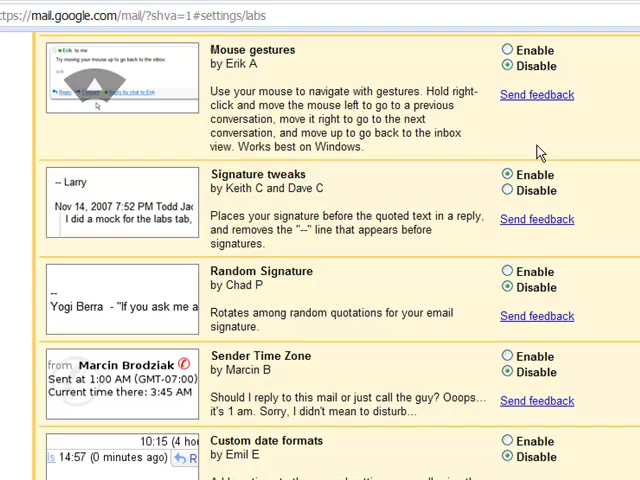 ttps://mail.google.com/mail/?shva=1#settings/labs
Erik to me
Try moving your mouse up to go back to the inbox.
erik
Reply
Reply by chat to Erik
Mouse gestures
by Erik A
Use your mouse to navigate with gestures. Hold right-
click and move the mouse left to go to a previous
conversation, move it right to go to the next
conversation, and move up to go back to the inbox
view. Works best on Windows.
Enable
Disable
Send feedback
-- Larry
Nov 14, 2007 7:52 PM Todd Jac
I did a mock for the labs tab,
Signature tweaks
by Keith C and Dave C
Places your signature before the quoted text in a reply,
and removes the "--" line that appears before
signatures.
Enable
Disable
Send feedback
--
Yogi Berra - "If you ask me a
Random Signature
by Chad P
Rotates among random quotations for your email
signature.
Enable
Disable
Send feedback
from Marcin Brodziak
Sent at 1:00 AM (GMT-07:00)
Current time there: 3:45 AM
Sender Time Zone
by Marcin B
Should I reply to this mail or just call the guy? Ooops...
it's 1 am. Sorry, I didn't mean to disturb...
Enable
Disable
Send feedback
10:15 (4 hou
ls 14:57 (0 minutes ago) R
Custom date formats
by Emil E
Enable
Disable